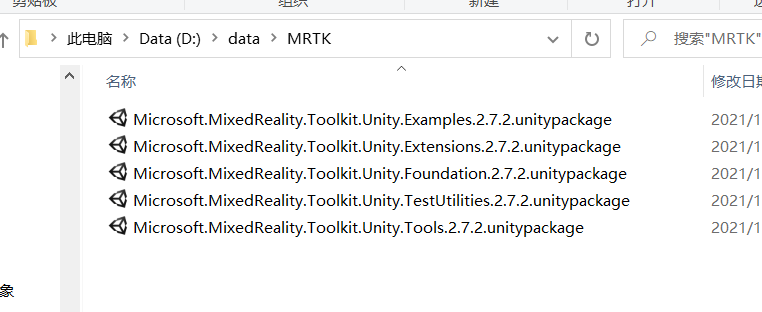 剪贴板 组织 新建 打开
此电脑 Data (D:) data MRTK 搜索"MRTK"
名称 修改日期
Microsoft.MixedReality.Toolkit.Unity.Examples.2.7.2.unitypackage 2021/1
Microsoft.MixedReality.Toolkit.Unity.Extensions.2.7.2.unitypackage 2021/1
Microsoft.MixedReality.Toolkit.Unity.Foundation.2.7.2.unitypackage 2021/1
Microsoft.MixedReality.Toolkit.Unity.TestUtilities.2.7.2.unitypackage 2021/1
Microsoft.MixedReality.Toolkit.Unity.Tools.2.7.2.unitypackage 2021/1
象